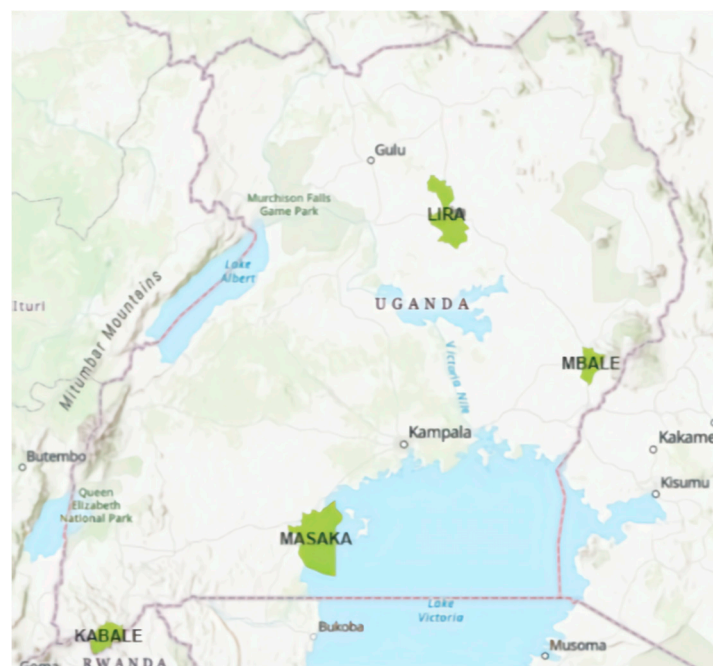 Gulu
Murchison Falls
Game Park
LIRA
Lake
Albert
UGANDA
Ituri
Mitumbar Mountains
Victoria Nile
MBALE
Kampala
Kakame
Butembo
Kisumu
Queen
Elizabeth
National Park
MASAKA
Lake
Victoria
Bukoba
KABALE
Musoma
RWANDA